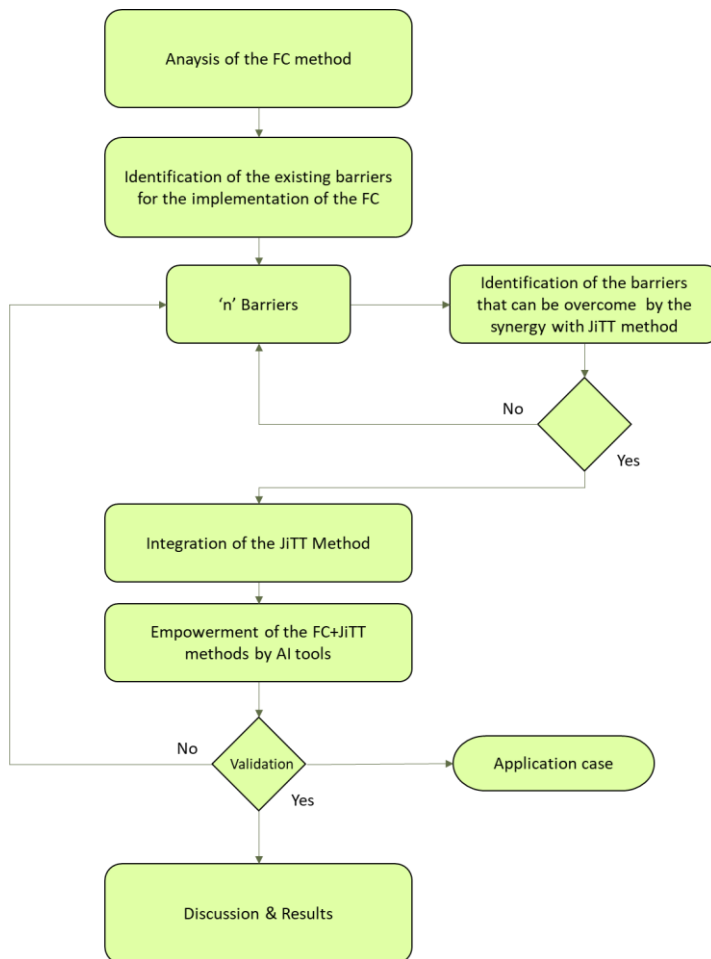 Anaysis of the FC method
Identification of the existing barriers
for the implementation of the FC
‘n’ Barriers
Identification of the barriers
that can be overcome by the
synergy with JiTT method
No
Yes
Integration of the JiTT Method
Empowerment of the FC+JiTT
methods by AI tools
No
Validation
Yes
Application case
Discussion & Results